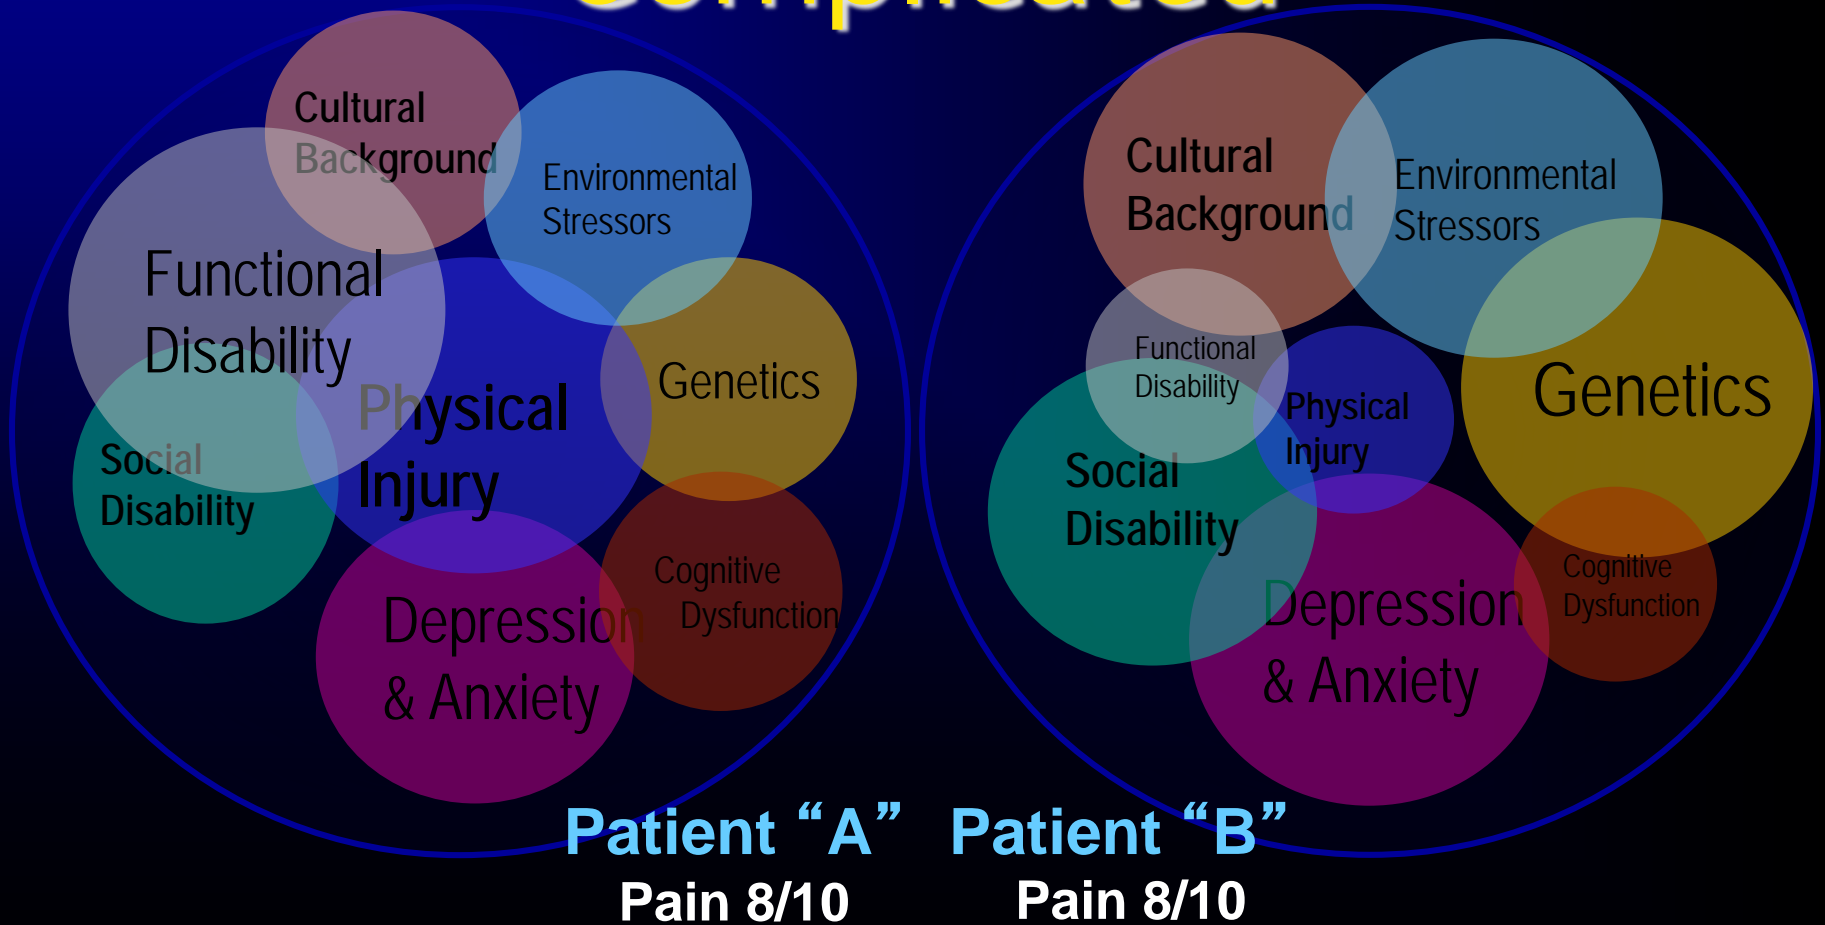 Complicated
Cultural
Background
Environmental
Stressors
Functional
Disability
Physical
Injury
Genetics
Social
Disability
Cognitive
Dysfunction
Depression
& Anxiety
Cultural
Background
Environmental
Stressors
Functional
Disability
Physical
Injury
Genetics
Social
Disability
Cognitive
Dysfunction
Depression
& Anxiety
Patient “A”
Pain 8/10
Patient “B”
Pain 8/10